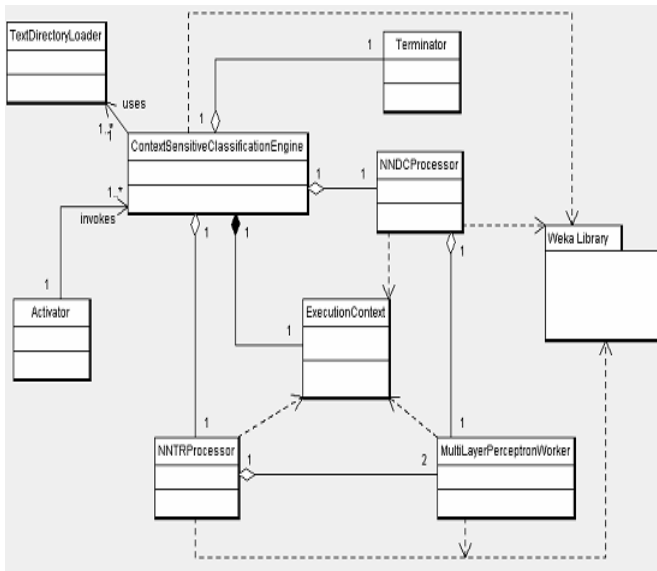 TextDirectoryLoader
1
Terminator
uses
1..*
1
1
ContextSensitiveClassificationEngine
1
1
NNDCProcessor
1..*
invokes
1
1
1
Weka Library
1
Activator
1
ExecutionContext
1
1
NNTRProcessor
1
2
MultiLayerPerceptronWorker